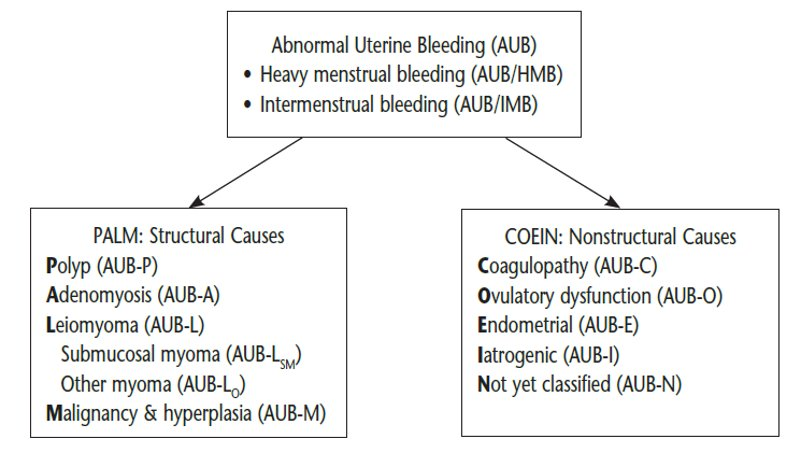 Abnormal Uterine Bleeding (AUB)
• Heavy menstrual bleeding (AUB/HMB)
• Intermenstrual bleeding (AUB/IMB)
PALM: Structural Causes
Polyp (AUB-P)
Adenomyosis (AUB-A)
Leiomyoma (AUB-L)
Submucosal myoma (AUB-LSM)
Other myoma (AUB-LO)
Malignancy & hyperplasia (AUB-M)
COEIN: Nonstructural Causes
Coagulopathy (AUB-C)
Ovulatory dysfunction (AUB-O)
Endometrial (AUB-E)
Iatrogenic (AUB-I)
Not yet classified (AUB-N)